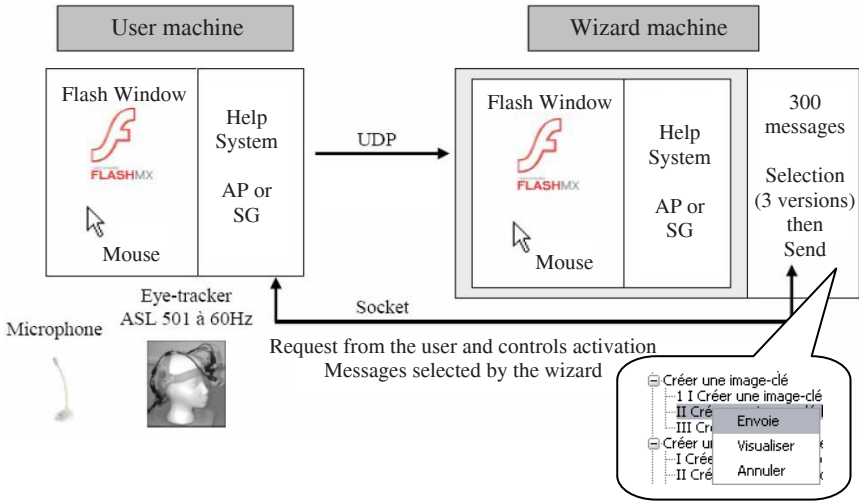 User machine
Wizard machine
Flash Window
FLASHMX
Mouse
Help
System
AP or
SG
UDP
Flash Window
FLASHMX
Mouse
Help
System
AP or
SG
300
messages
Selection
(3 versions)
then
Send
Eye-tracker
ASL 501 à 60Hz
Microphone
Socket
Request from the user and controls activation
Messages selected by the wizard
Créer une image-clé
1 I Créer une image-clé
II Cré
III Cr
Envoie
Visualiser
Annuler
Créer u
I Crée
II Cré